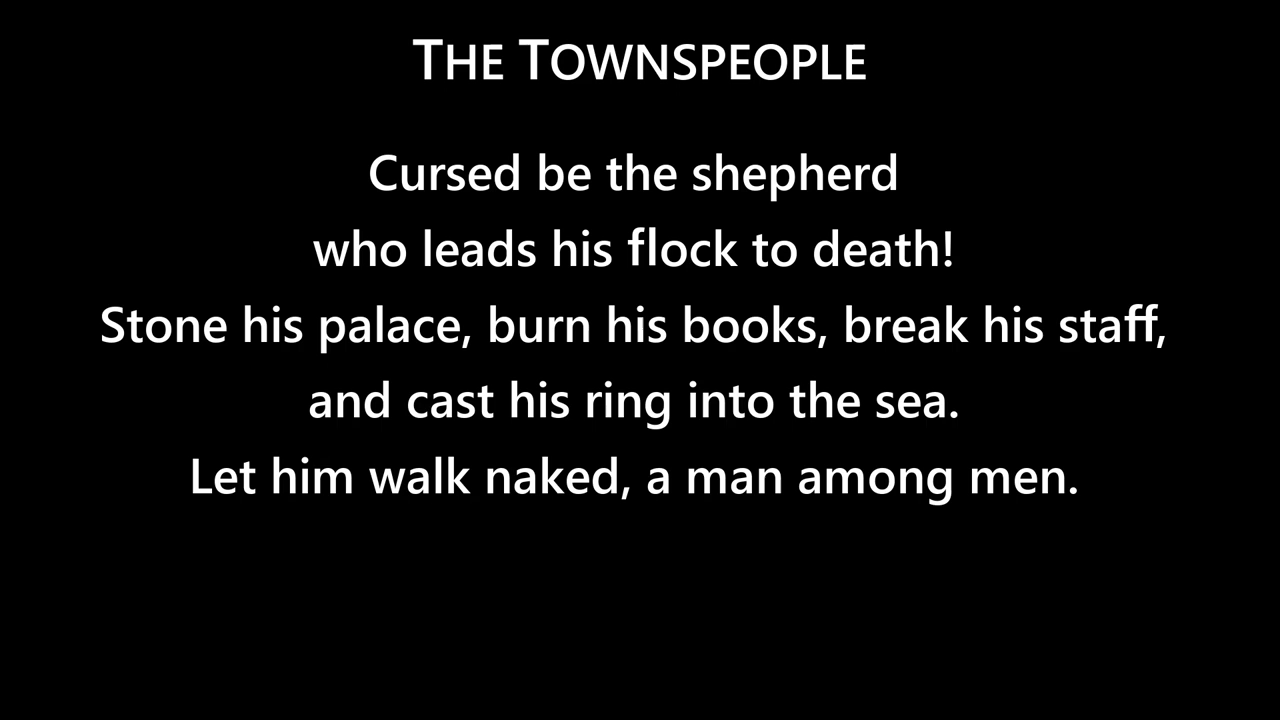 THE TOWNSPEOPLE
Cursed be the shepherd
who leads his flock to death!
Stone his palace, burn his books, break his staff,
and cast his ring into the sea.
Let him walk naked, a man among men.